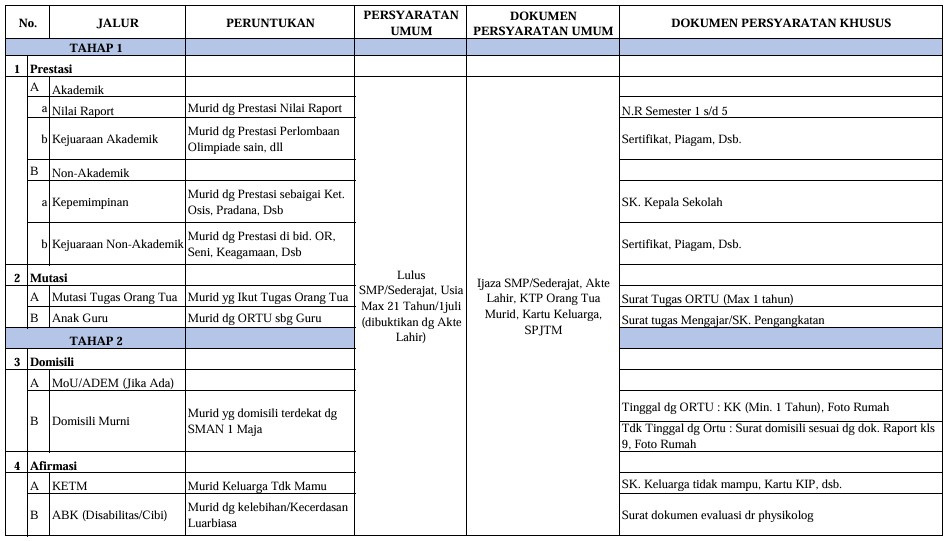 No.
JALUR
PERUNTUKAN
PERSYARATAN
UMUM
DOKUMEN
PERSYARATAN UMUM
DOKUMEN PERSYARATAN KHUSUS
TAHAP 1
1 Prestasi
A Akademik
a Nilai Raport
Murid dg Prestasi Nilai Raport
N.R Semester 1 s/d 5
b Kejuaraan Akademik
Murid dg Prestasi Perlombaan
Olimpiade sain, dll
Sertifikat, Piagam, Dsb.
B Non-Akademik
a Kepemimpinan
Murid dg Prestasi sebaigai Ket.
Osis, Pradana, Dsb
SK. Kepala Sekolah
b Kejuaraan Non-Akademik
Murid dg Prestasi di bid. OR,
Seni, Keagamaan, Dsb
Sertifikat, Piagam, Dsb.
Lulus
SMP/Sederajat, Usia
Max 21 Tahun/1juli
(dibuktikan dg Akte
Lahir)
Ijaza SMP/Sederajat, Akte
Lahir, KTP Orang Tua
Murid, Kartu Keluarga,
SPJTM
2 Mutasi
A Mutasi Tugas Orang Tua
Murid yg Ikut Tugas Orang Tua
Surat Tugas ORTU (Max 1 tahun)
B Anak Guru
Murid dg ORTU sbg Guru
Surat tugas Mengajar/SK. Pengangkatan
TAHAP 2
3 Domisili
A MoU/ADEM (Jika Ada)
B Domisili Murni
Murid yg domisili terdekat dg
SMAN 1 Maja
Tinggal dg ORTU : KK (Min. 1 Tahun), Foto Rumah
Tdk Tinggal dg Ortu : Surat domisili sesuai dg dok. Raport kls
9, Foto Rumah
4 Afirmasi
A KETM
Murid Keluarga Tdk Mamu
SK. Keluarga tidak mampu, Kartu KIP, dsb.
B ABK (Disabilitas/Cibi)
Murid dg kelebihan/Kecerdasan
Luarbiasa
Surat dokumen evaluasi dr physikolog